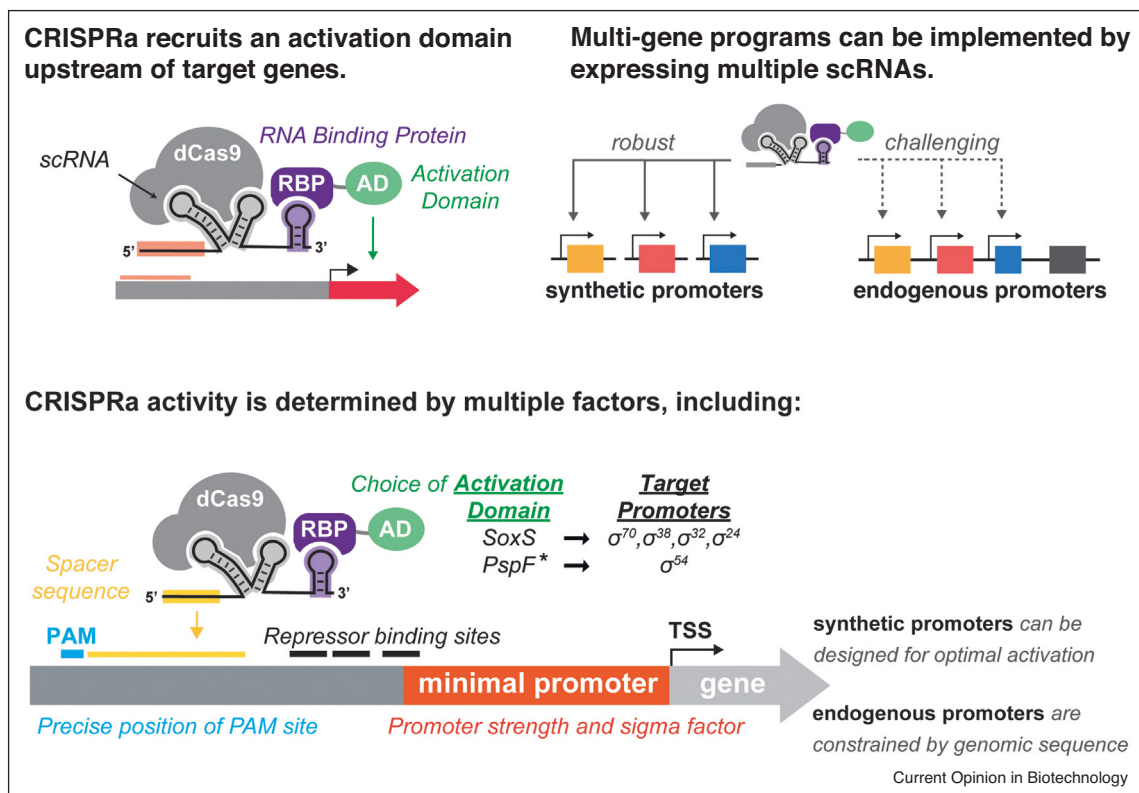 CRISPRa recruits an activation domain
upstream of target genes.
scRNA
dCas9
RNA Binding Protein
RBP
AD
Activation
Domain
5’
3’
Multi-gene programs can be implemented by
expressing multiple scRNAs.
robust
challenging
synthetic promoters
endogenous promoters
CRISPRa activity is determined by multiple factors, including:
dCas9
RBP
AD
Spacer
sequence
5’
3’
Choice of Activation
Domain
Target
Promoters
SoxS → σ⁷⁰,σ³⁸,σ³²,σ²⁴
PspF* → σ⁵⁴
PAM
Repressor binding sites
TSS
minimal promoter
gene
Precise position of PAM site
Promoter strength and sigma factor
synthetic promoters can be
designed for optimal activation
endogenous promoters are
constrained by genomic sequence
Current Opinion in Biotechnology